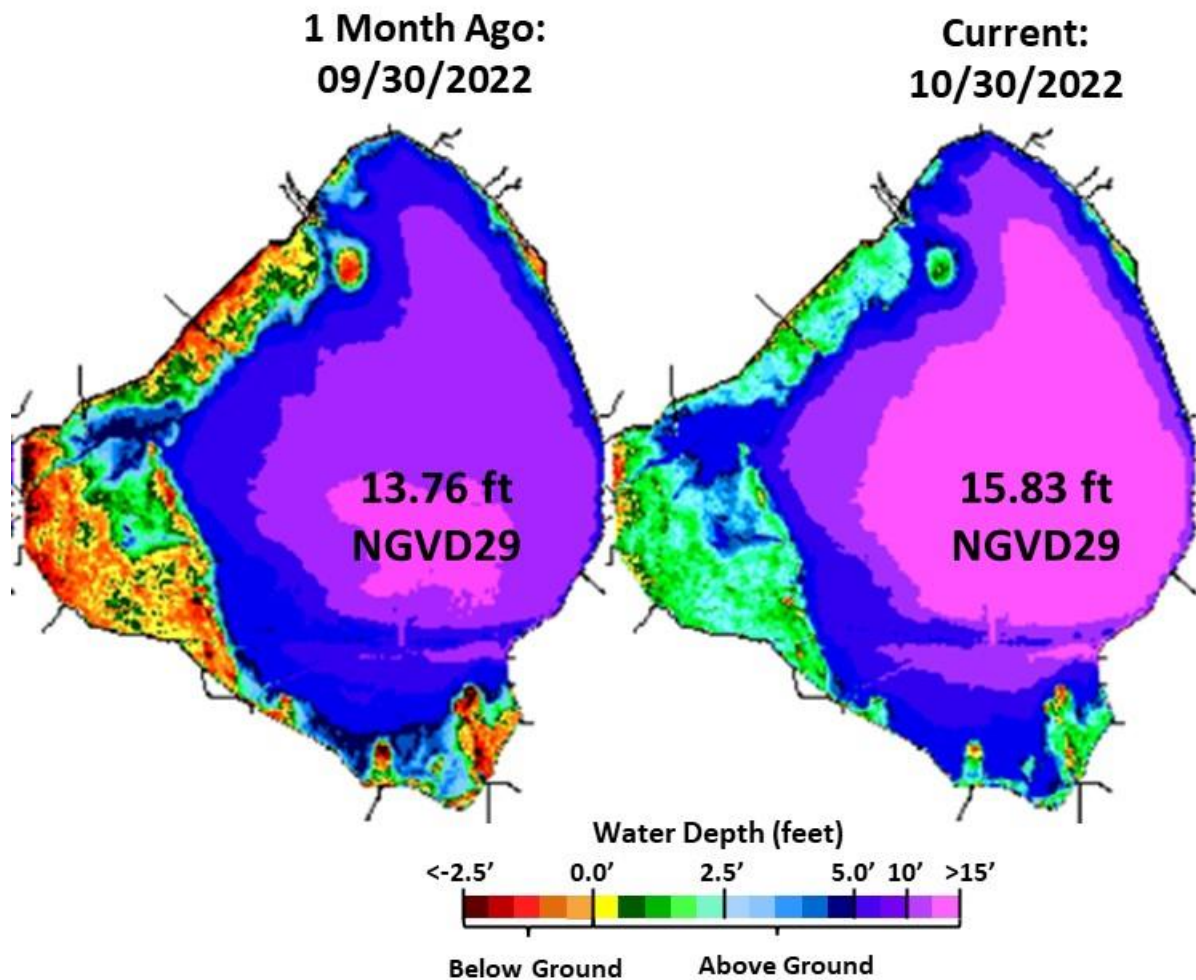 1 Month Ago:
09/30/2022
Current:
10/30/2022
13.76 ft
NGVD29
15.83 ft
NGVD29
Water Depth (feet)
<-2.5’ 0.0’ 2.5’ 5.0’ 10’ >15’
Below Ground Above Ground